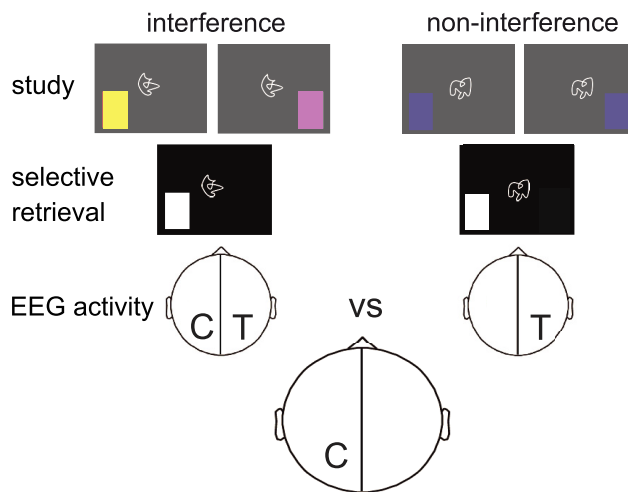 interference non-interference
study
selective
retrieval
EEG activity C T vs T
C